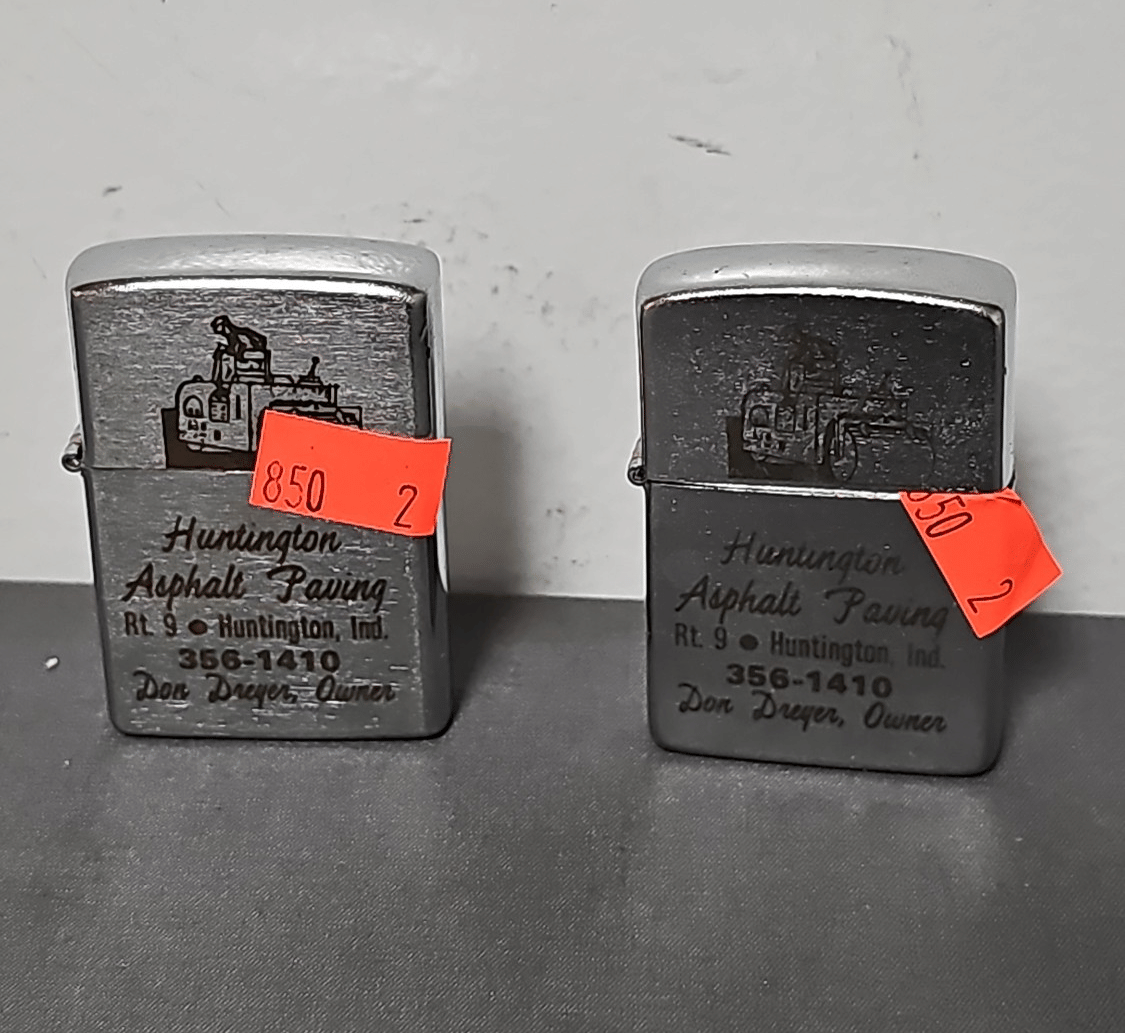 850 2
Huntington
Asphalt Paving
Rt. 9 ● Huntington, Ind.
356-1410
Don Dreyer, Owner
850
2
Huntington
Asphalt Paving
Rt. 9 ● Huntington, Ind.
356-1410
Don Dreyer, Owner